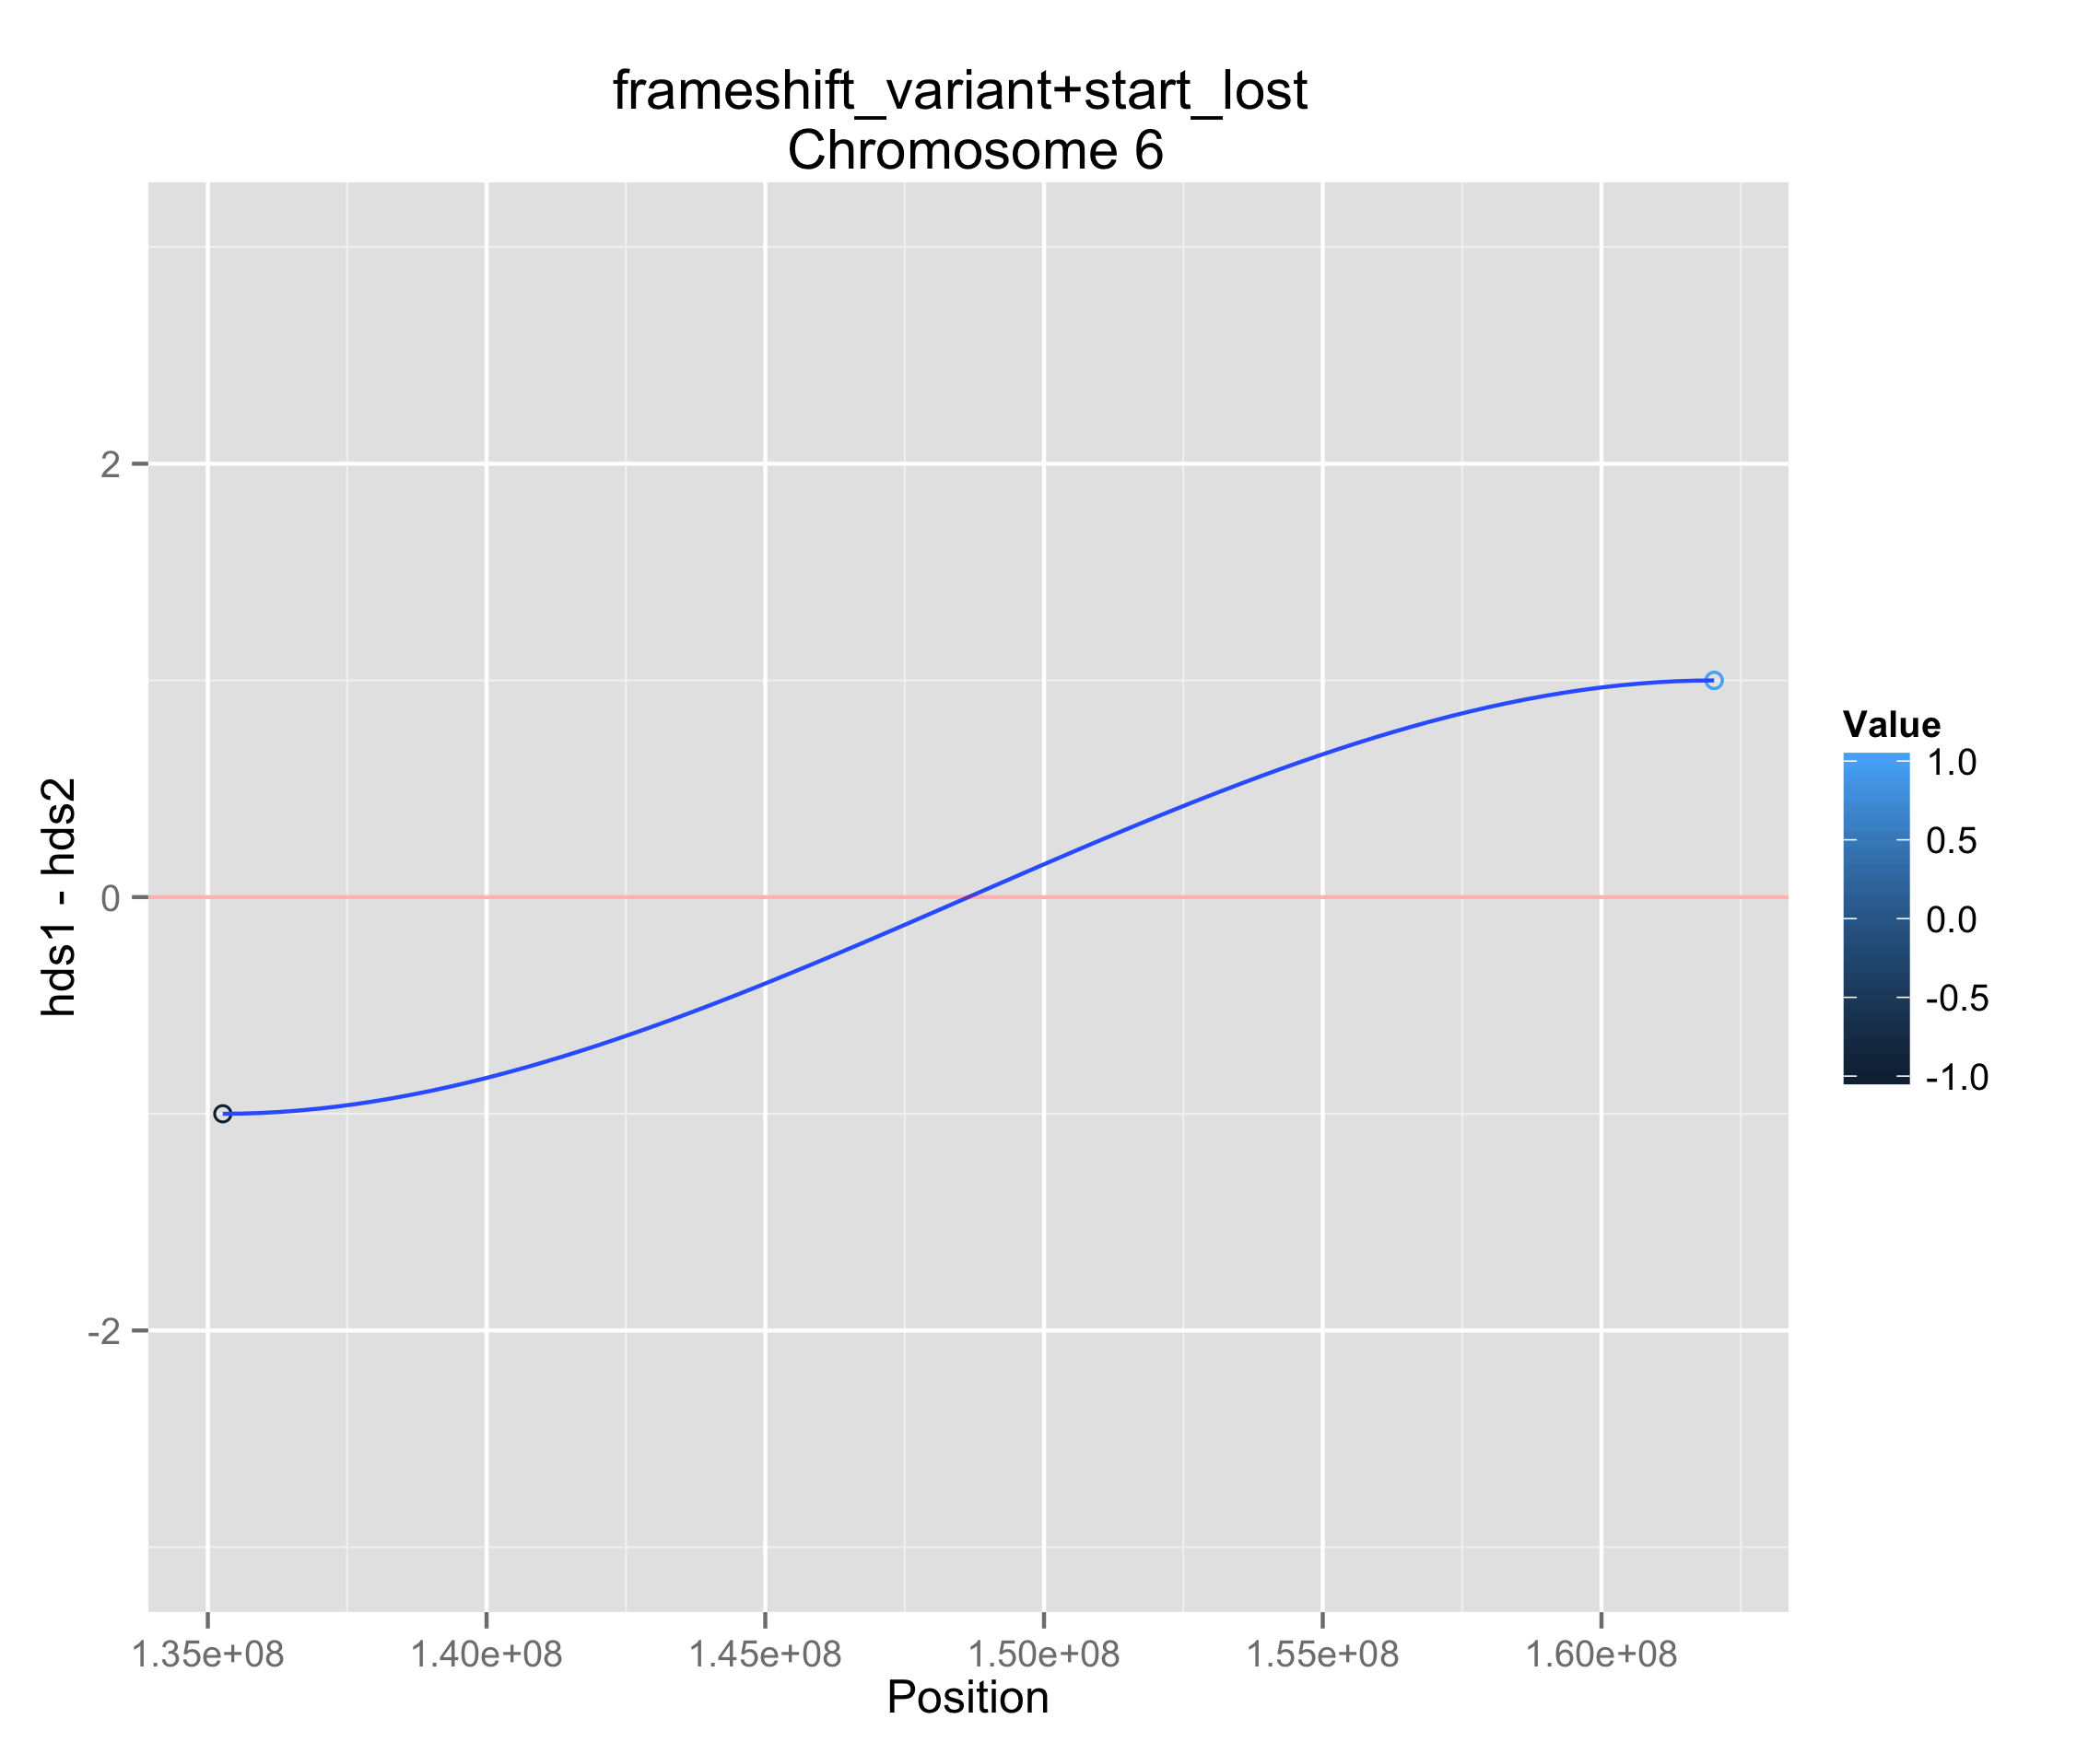 frameshift_variant+start_lost
Chromosome 6
hds1 - hds2
2
0
-2
1.35e+08
1.40e+08
1.45e+08
1.50e+08
1.55e+08
1.60e+08
Position
Value
1.0
0.5
0.0
-0.5
-1.0